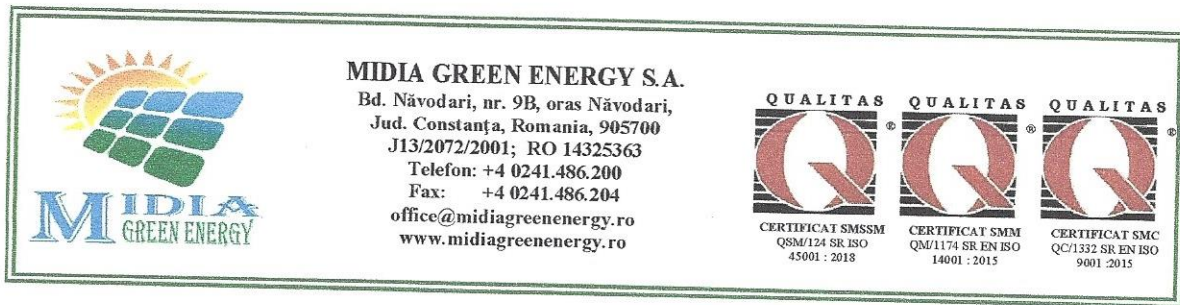 MIDIA
GREEN ENERGY
MIDIA GREEN ENERGY S.A.
Bd. Năvodari, nr. 9B, oras Năvodari,
Jud. Constanța, Romania, 905700
J13/2072/2001; RO 14325363
Telefon: +4 0241.486.200
Fax: +4 0241.486.204
office@midiagreenenergy.ro
www.midiagreenenergy.ro
QUALITAS
Q ®
CERTIFICAT SMSSM
QSM/124 SR ISO
45001 : 2018
QUALITAS
Q ®
CERTIFICAT SMM
QM/1174 SR EN ISO
14001 : 2015
QUALITAS
Q ®
CERTIFICAT SMC
QC/1332 SR EN ISO
9001 :2015